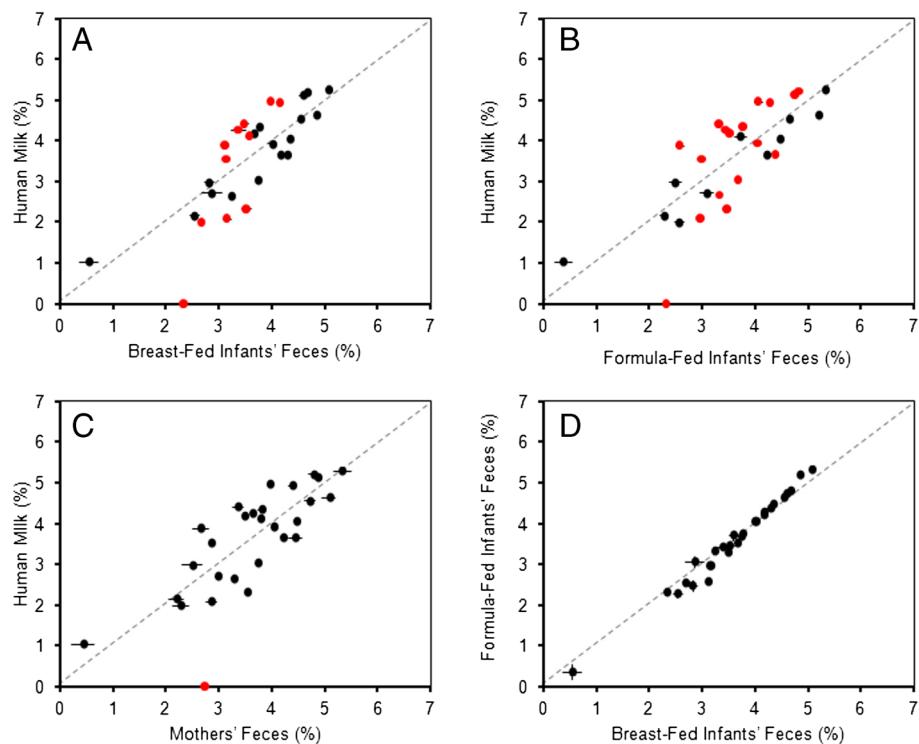 A
7
6
5
4
3
2
1
0
Human Milk (%)
0 1 2 3 4 5 6 7
Breast-Fed Infants' Feces (%)
B
7
6
5
4
3
2
1
0
Human Milk (%)
0 1 2 3 4 5 6 7
Formula-Fed Infants' Feces (%)
C
7
6
5
4
3
2
1
0
Human Milk (%)
0 1 2 3 4 5 6 7
Mothers' Feces (%)
D
7
6
5
4
3
2
1
0
Formula-Fed Infants' Feces (%)
0 1 2 3 4 5 6 7
Breast-Fed Infants' Feces (%)